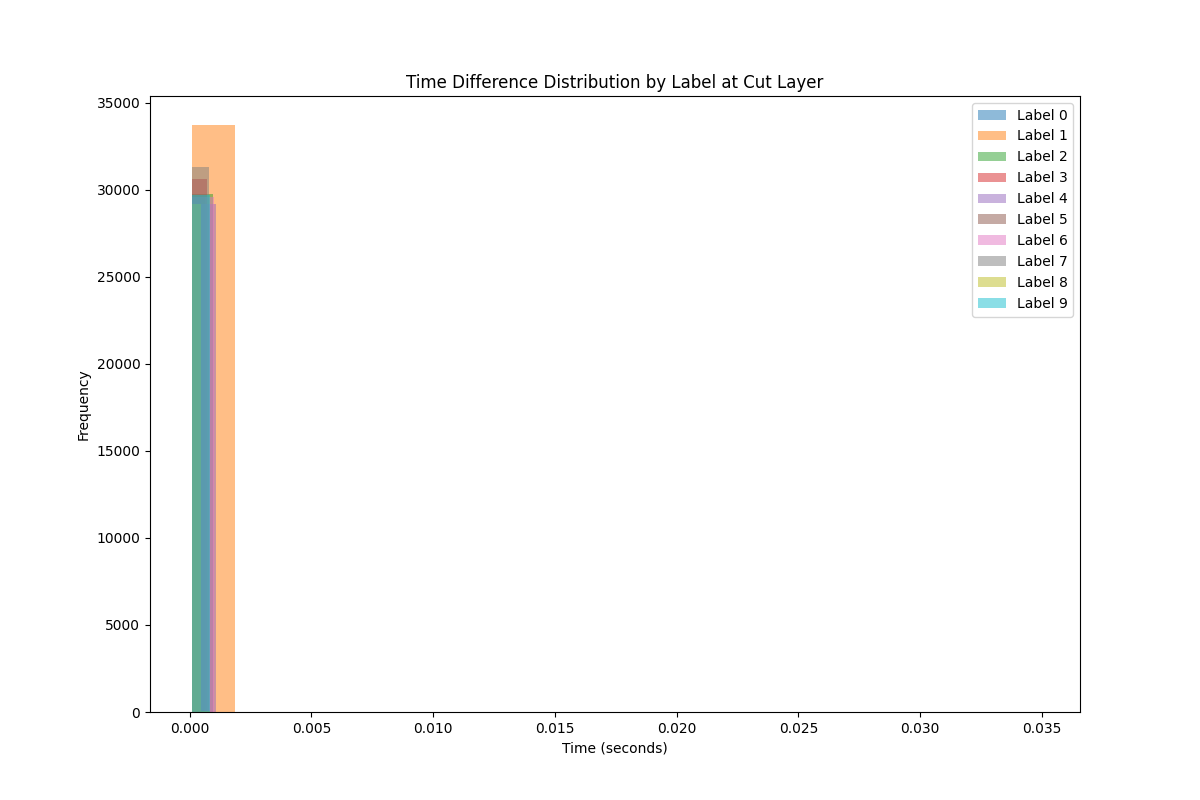 Time Difference Distribution by Label at Cut Layer
35000
30000
25000
20000
15000
10000
5000
0
Frequency
0.000 0.005 0.010 0.015 0.020 0.025 0.030 0.035
Time (seconds)
Label 0
Label 1
Label 2
Label 3
Label 4
Label 5
Label 6
Label 7
Label 8
Label 9